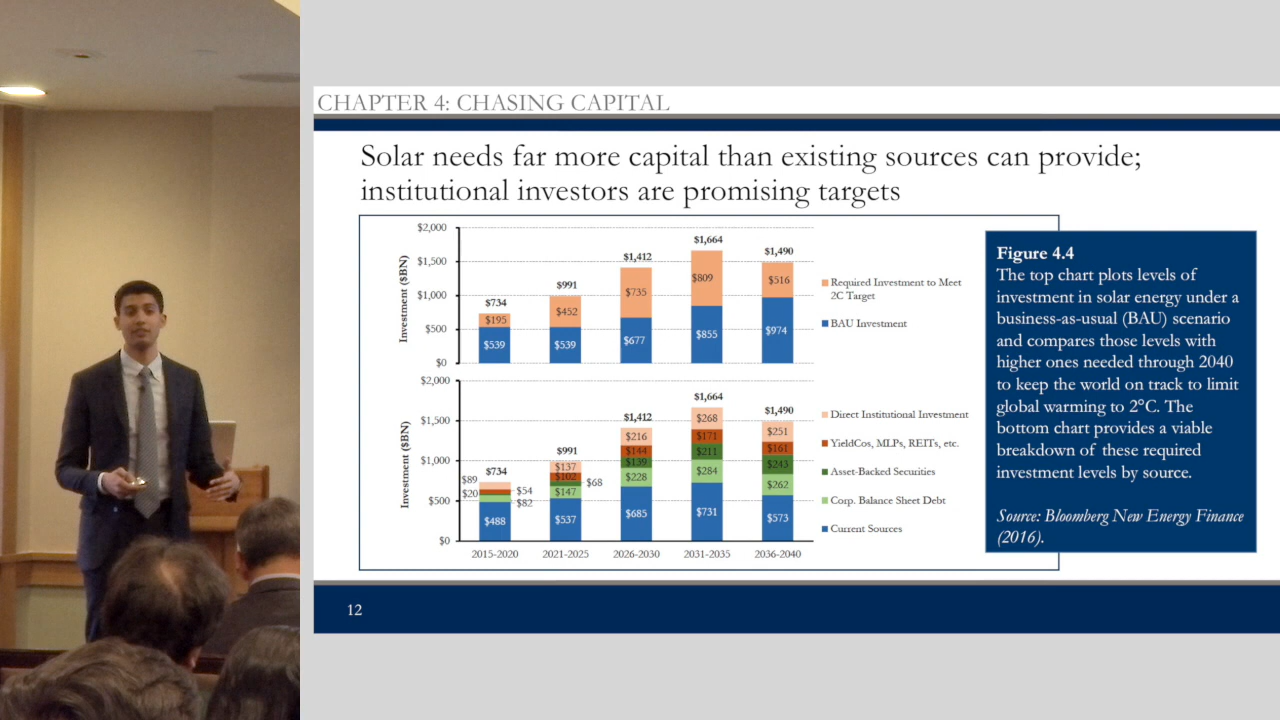 CHAPTER 4: CHASING CAPITAL
Solar needs far more capital than existing sources can provide;
institutional investors are promising targets
Investment ($BN)
$2,000
$1,500
$1,000
$500
$0
$734
$195
$539
$991
$452
$539
$1,412
$735
$677
$1,664
$809
$855
$1,490
$516
$974
Required Investment to Meet
2C Target
BAU Investment
Investment ($BN)
$2,000
$1,500
$1,000
$500
$0
$734
$89
$20
$54
$82
$488
$991
$137
$102
$68
$147
$537
$1,412
$216
$144
$139
$228
$685
$1,664
$268
$171
$211
$284
$731
$1,490
$251
$161
$243
$262
$573
2015-2020
2021-2025
2026-2030
2031-2035
2036-2040
Direct Institutional Investment
YieldCos, MLPs, REITs, etc.
Asset-Backed Securities
Corp. Balance Sheet Debt
Current Sources
Figure 4.4
The top chart plots levels of
investment in solar energy under a
business-as-usual (BAU) scenario
and compares those levels with
higher ones needed through 2040
to keep the world on track to limit
global warming to 2°C. The
bottom chart provides a viable
breakdown of these required
investment levels by source.
Source: Bloomberg New Energy Finance
(2016).
12